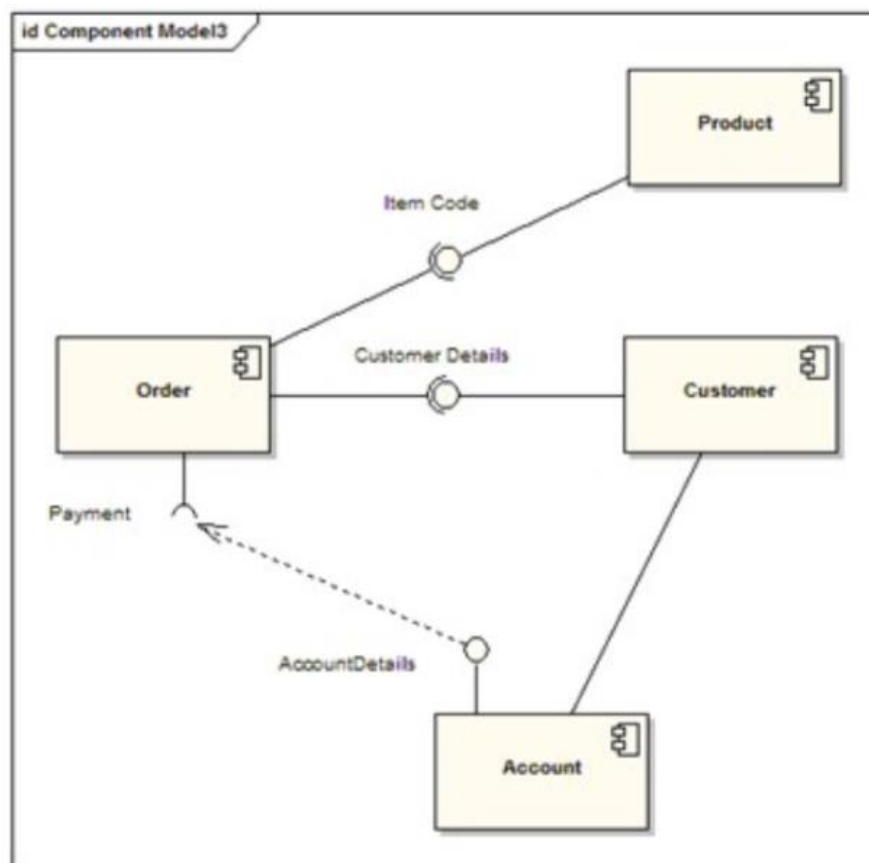 id Component Model3
Product
Item Code
Customer Details
Order
Customer
Payment
AccountDetails
Account